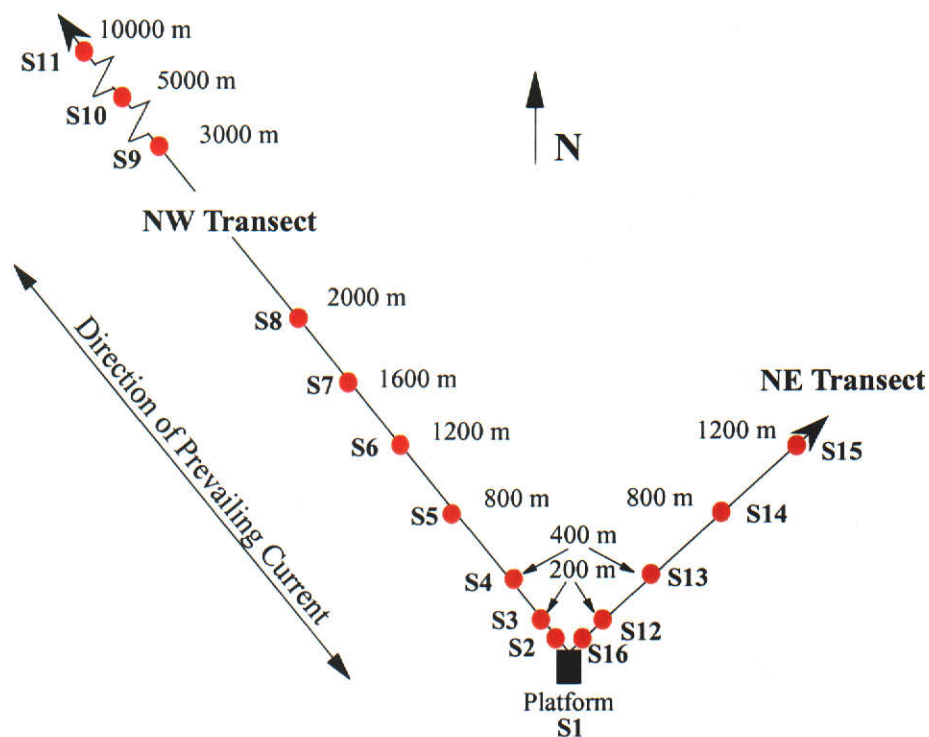 10000 m
S11
5000 m
S10
3000 m
S9
N
NW Transect
2000 m
S8
Direction of Prevailing Current
1600 m
S7
NE Transect
1200 m
S6
1200 m
S15
800 m
S5
800 m
S14
400 m
S4
200 m
S13
S3
S12
S2
S16
Platform
S1